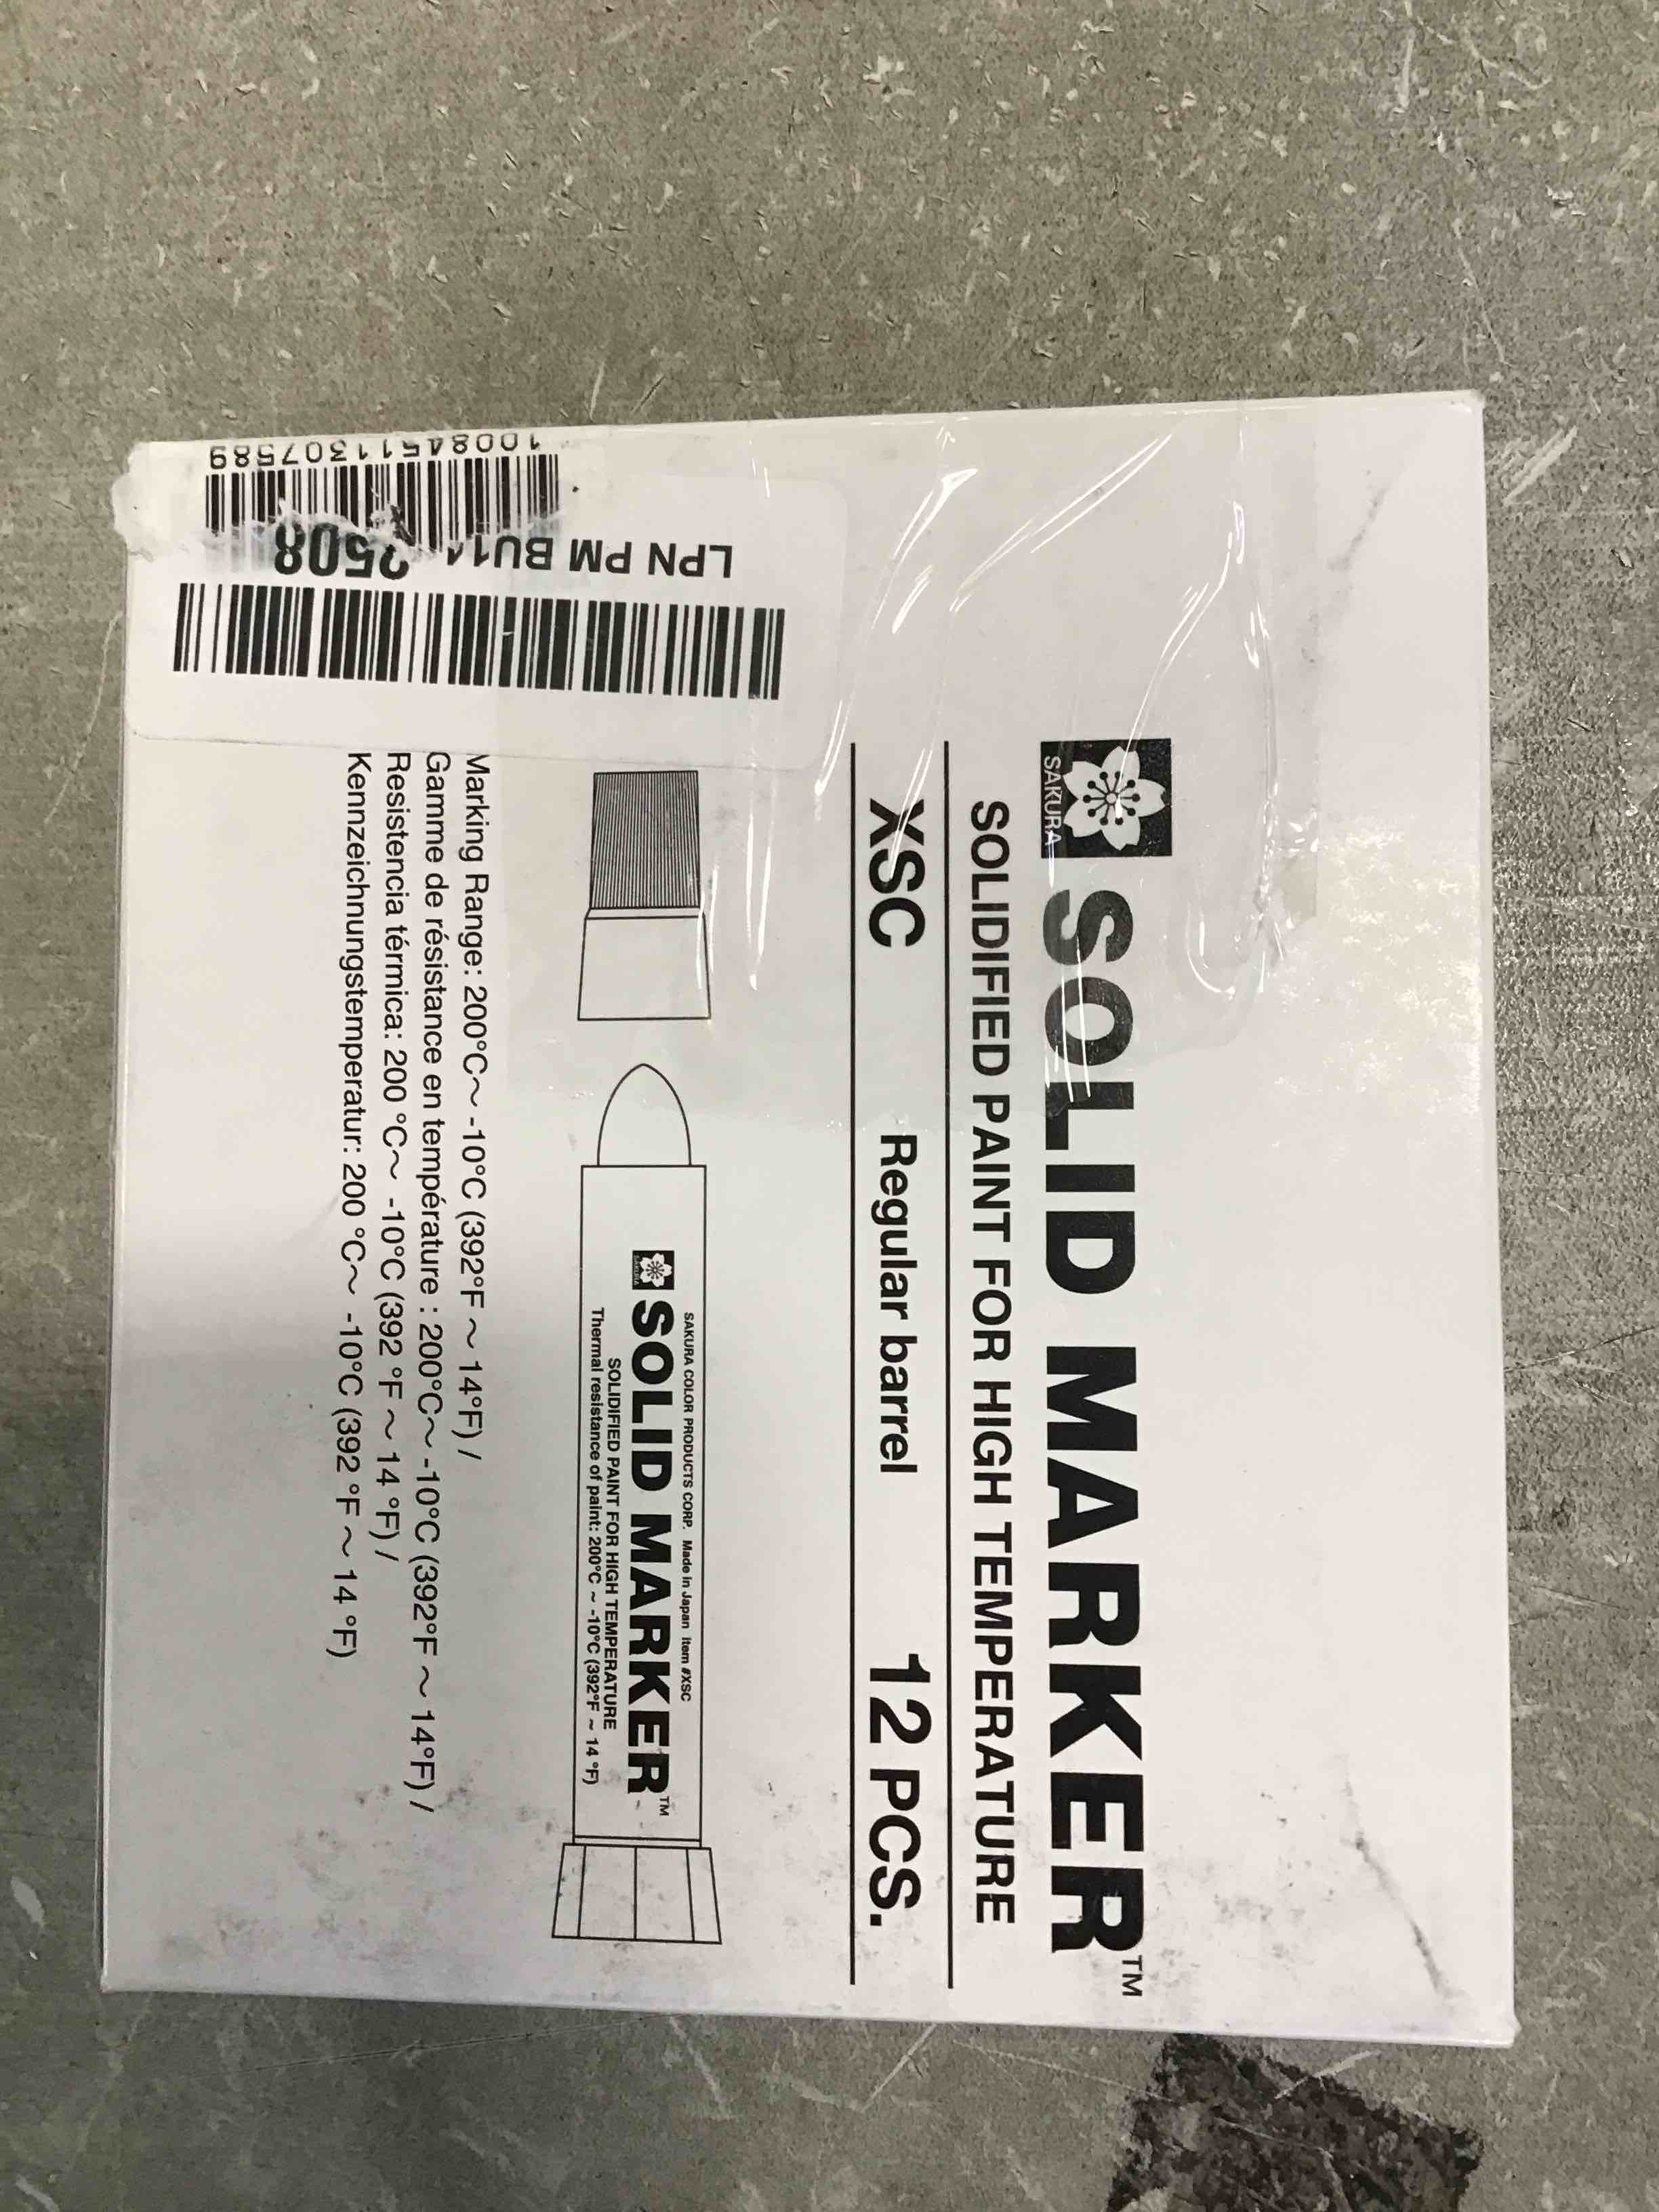 SAKURA
SOLID MARKER™
SOLIDIFIED PAINT FOR HIGH TEMPERATURE
XSC Regular barrel 12 PCS.
SAKURA COLOR PRODUCTS CORP. Made in Japan Item #XSC
SAKURA
SOLID MARKER™
SOLIDIFIED PAINT FOR HIGH TEMPERATURE
Thermal resistance of paint: 200°C ~ -10°C (392°F ~ 14 °F)
Marking Range: 200°C~ -10°C (392°F ~ 14°F) /
Gamme de résistance en température : 200°C~ -10°C (392°F ~ 14°F) /
Resistencia térmica: 200 °C~ -10°C (392 °F ~ 14 °F) /
Kennzeichnungstemperatur: 200 °C~ -10°C (392 °F ~ 14 °F)
LPN PM
10084511307589